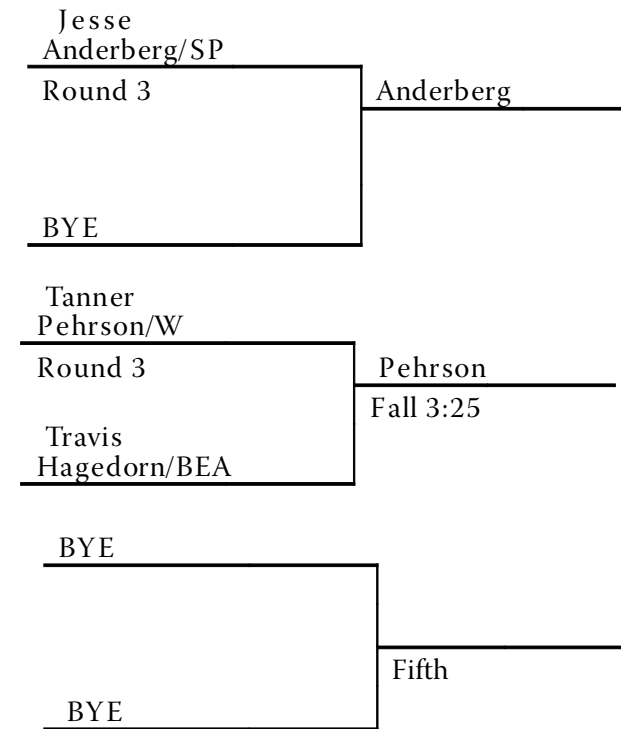 Jesse
Anderberg/SP
Round 3
Anderberg
BYE
Tanner
Pehrson/W
Round 3
Pehrson
Fall 3:25
Travis
Hagedorn/BEA
BYE
Fifth
BYE